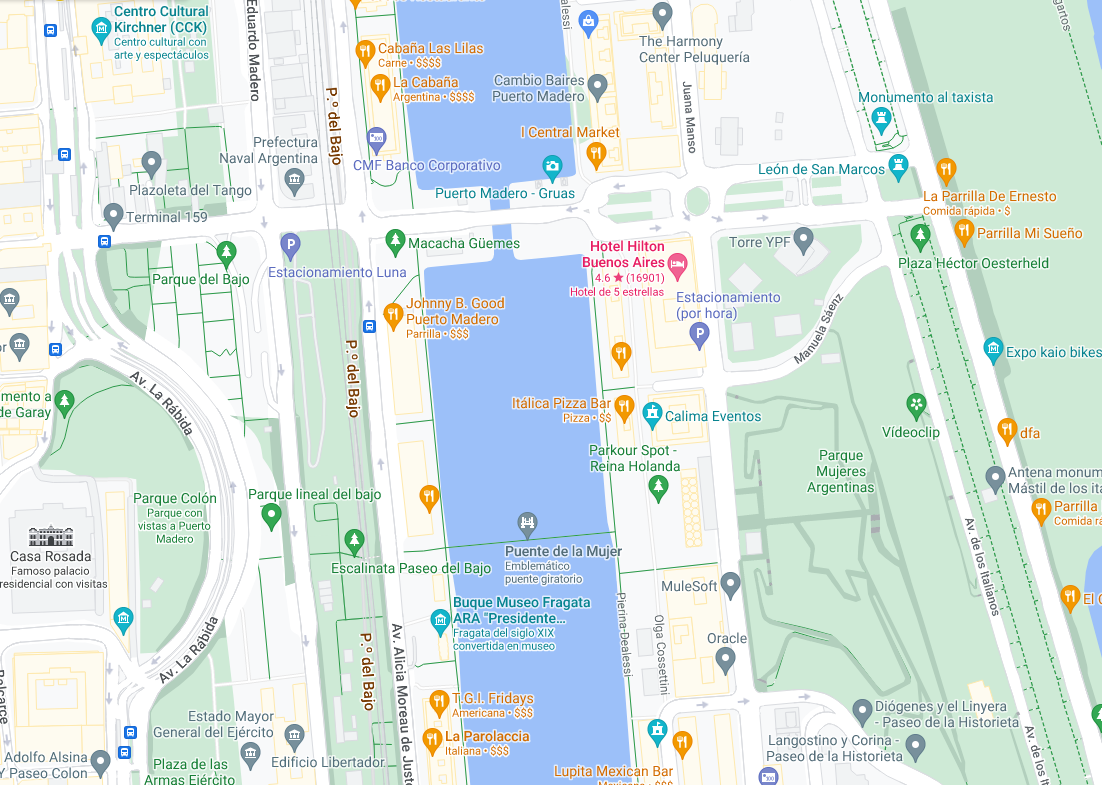 Centro Cultural
Kirchner (CCK)
Centro cultural con
arte y espectáculos
Eduardo Madero
P.º del Bajo
Cabaña Las Lilas
Carne • $$$$
La Cabaña
Argentina • $$$$
Dealessi
The Harmony
Center Peluquería
Cambio Baires
Puerto Madero
Juana Manso
Monumento al taxista
I Central Market
Prefectura
Naval Argentina
CMF Banco Corporativo
León de San Marcos
Plazoleta del Tango
Puerto Madero - Gruas
La Parrilla De Ernesto
Comida rápida • $
Terminal 159
Parrilla Mi Sueño
Macacha Güemes
Torre YPF
Hotel Hilton
Buenos Aires
4.6 ★ (16901)
Hotel de 5 estrellas
P
Estacionamiento Luna
Parque del Bajo
Plaza Héctor Oesterheld
Estacionamiento
(por hora)
P
Johnny B. Good
Puerto Madero
Parrilla • $$$
Manuela Sáenz
Expo kaio bikes
P.º del Bajo
Av. La Rábida
mento a
de Garay
Itálica Pizza Bar
Pizza • $$
Calima Eventos
Vídeoclip
dfa
Parkour Spot -
Reina Holanda
Parque
Mujeres
Argentinas
Antena monum
Mástil de los ita
Parque Colón
Parque con
vistas a Puerto
Madero
Parque lineal del bajo
Parrilla
Comida rá
Casa Rosada
Famoso palacio
residencial con visitas
Escalinata Paseo del Bajo
Puente de la Mujer
Emblemático
puente giratorio
Av. de los Italianos
MuleSoft
El
Buque Museo Fragata
ARA "Presidente...
Fragata del siglo XIX
convertida en museo
Pierina-Dealessi
Olga Cossettini
Oracle
Av. La Rábida
P.º del Bajo
Av. Alicia Moreau de Justo
Balcarce
T.G.I. Fridays
Americana • $$$
La Parolaccia
Italiana • $$$
Estado Mayor
General del Ejército
Diógenes y el Linyera
- Paseo de la Historieta
Langostino y Corina -
Paseo de la Historieta
Av. de los It
Adolfo Alsina
Y Paseo Colon
Plaza de las
Armas Ejército
Edificio Libertador
Lupita Mexican Bar
Mexicana • $$$